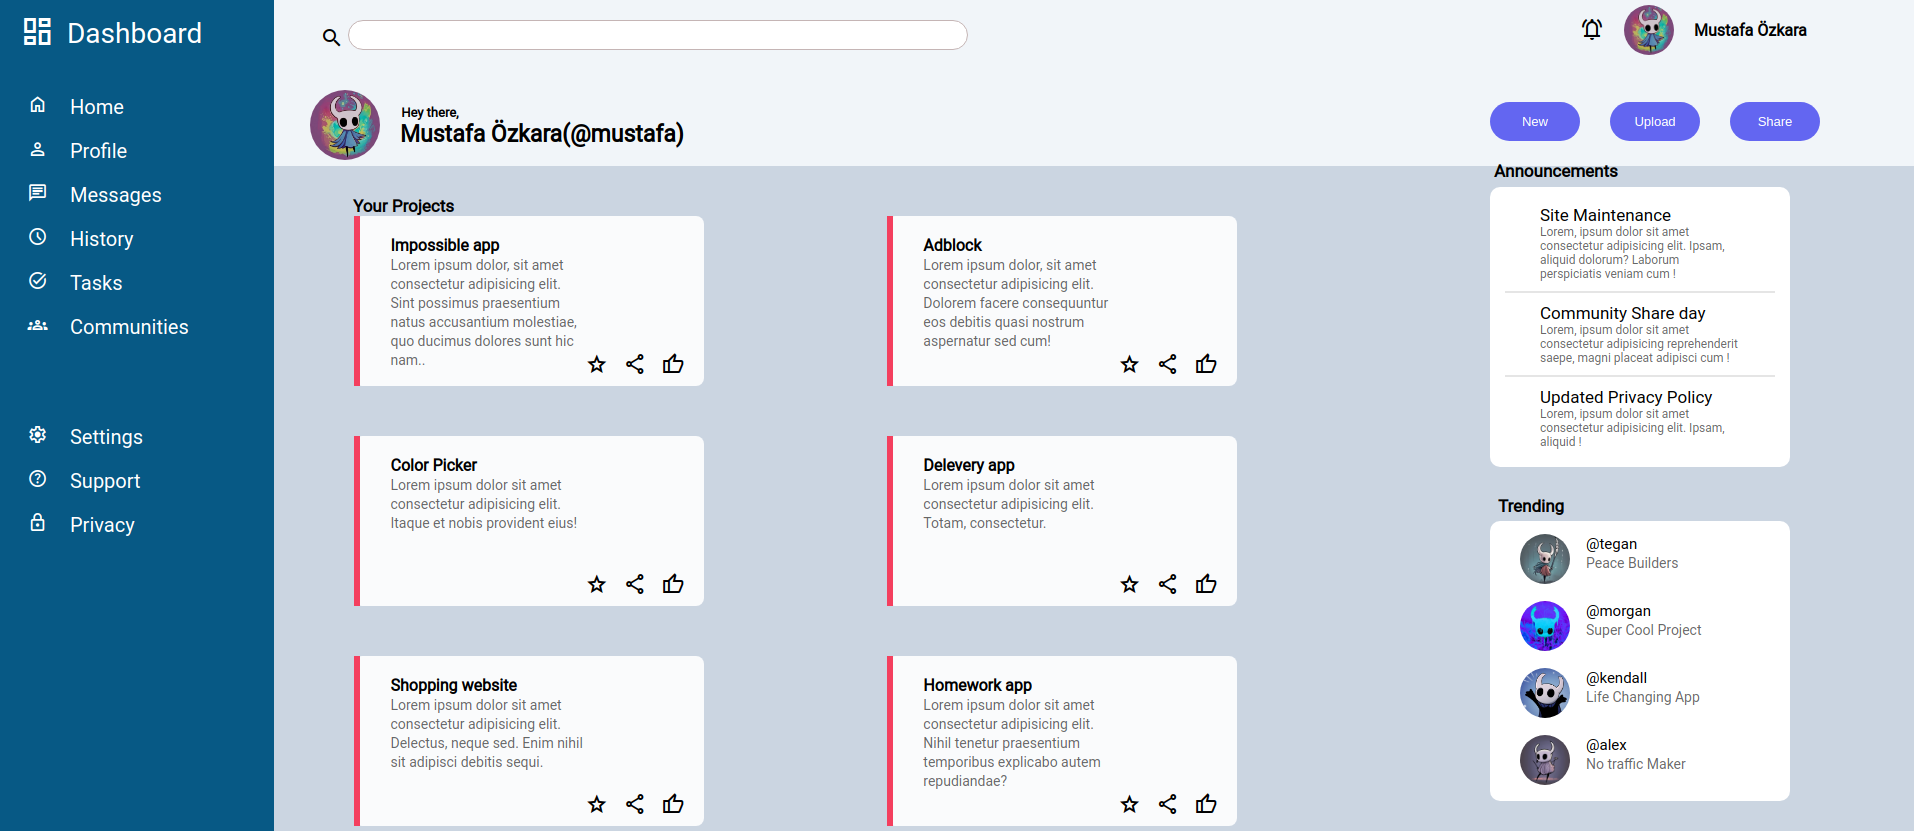 Dashboard
Home
Profile
Messages
History
Tasks
Communities
Settings
Support
Privacy
Mustafa Özkara
Hey there,
Mustafa Özkara(@mustafa)
New
Upload
Share
Your Projects
Impossible app
Lorem ipsum dolor, sit amet
consectetur adipisicing elit.
Sint possimus praesentium
natus accusantium molestiae,
quo ducimus dolores sunt hic
nam..
Adblock
Lorem ipsum dolor, sit amet
consectetur adipisicing elit.
Dolorem facere consequuntur
eos debitis quasi nostrum
aspernatur sed cum!
Color Picker
Lorem ipsum dolor sit amet
consectetur adipisicing elit.
Itaque et nobis provident eius!
Delevery app
Lorem ipsum dolor sit amet
consectetur adipisicing elit.
Totam, consectetur.
Shopping website
Lorem ipsum dolor sit amet
consectetur adipisicing elit.
Delectus, neque sed. Enim nihil
sit adipisci debitis sequi.
Homework app
Lorem ipsum dolor sit amet
consectetur adipisicing elit.
Nihil tenetur praesentium
temporibus explicabo autem
repudiandae?
Announcements
Site Maintenance
Lorem, ipsum dolor sit amet
consectetur adipisicing elit. Ipsam,
aliquid dolorum? Laborum
perspiciatis veniam cum !
Community Share day
Lorem, ipsum dolor sit amet
consectetur adipisicing reprehenderit
saepe, magni placeat adipisci cum !
Updated Privacy Policy
Lorem, ipsum dolor sit amet
consectetur adipisicing elit. Ipsam,
aliquid !
Trending
@tegan
Peace Builders
@morgan
Super Cool Project
@kendall
Life Changing App
@alex
No traffic Maker